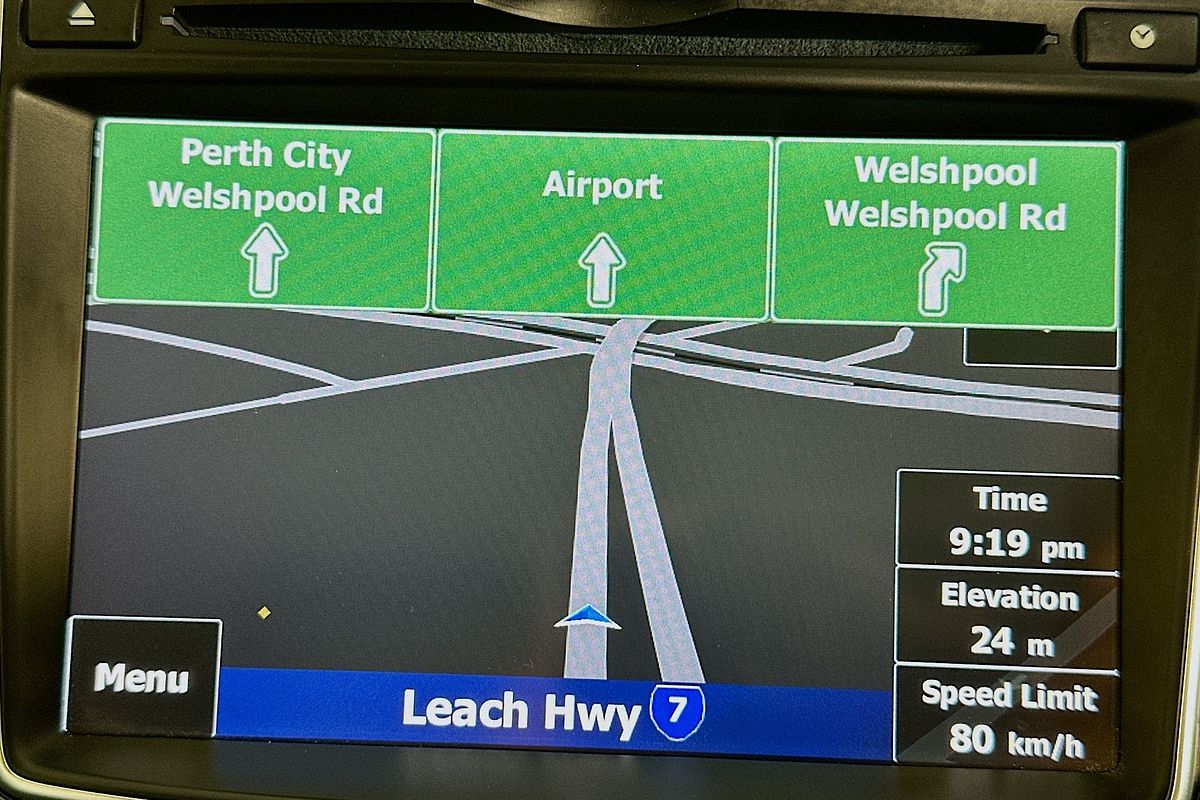 Perth City
Welshpool Rd
Airport
Welshpool
Welshpool Rd
Time
9:19 pm
Elevation
24 m
Speed Limit
80 km/h
Menu
Leach Hwy 7